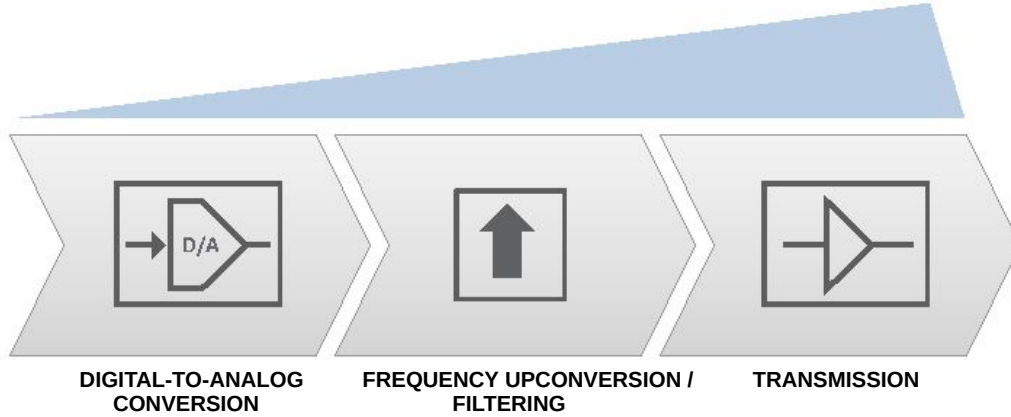 D/A
DIGITAL-TO-ANALOG
CONVERSION
FREQUENCY UPCONVERSION /
FILTERING
TRANSMISSION